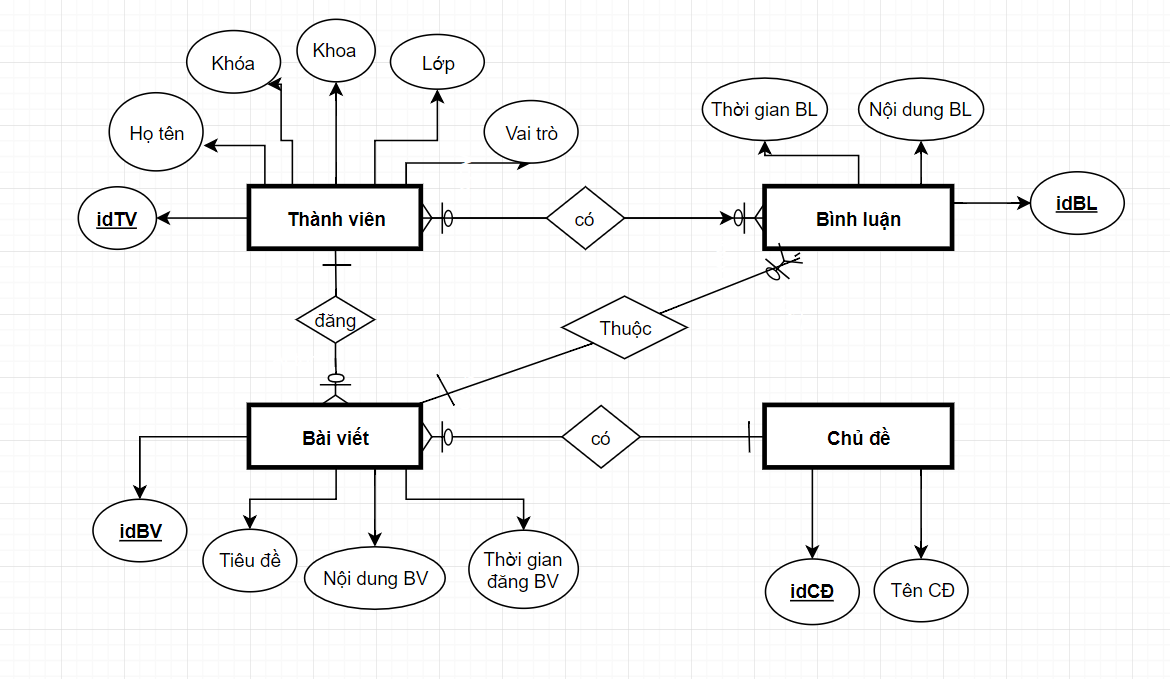 Khóa
Khoa
Lớp
Họ tên
Vai trò
Thời gian BL
Nội dung BL
idTV
Thành viên
có
Bình luận
idBL
đăng
Thuộc
Bài viết
có
Chủ đề
idBV
Tiêu đề
Nội dung BV
Thời gian
đăng BV
idCĐ
Tên CĐ